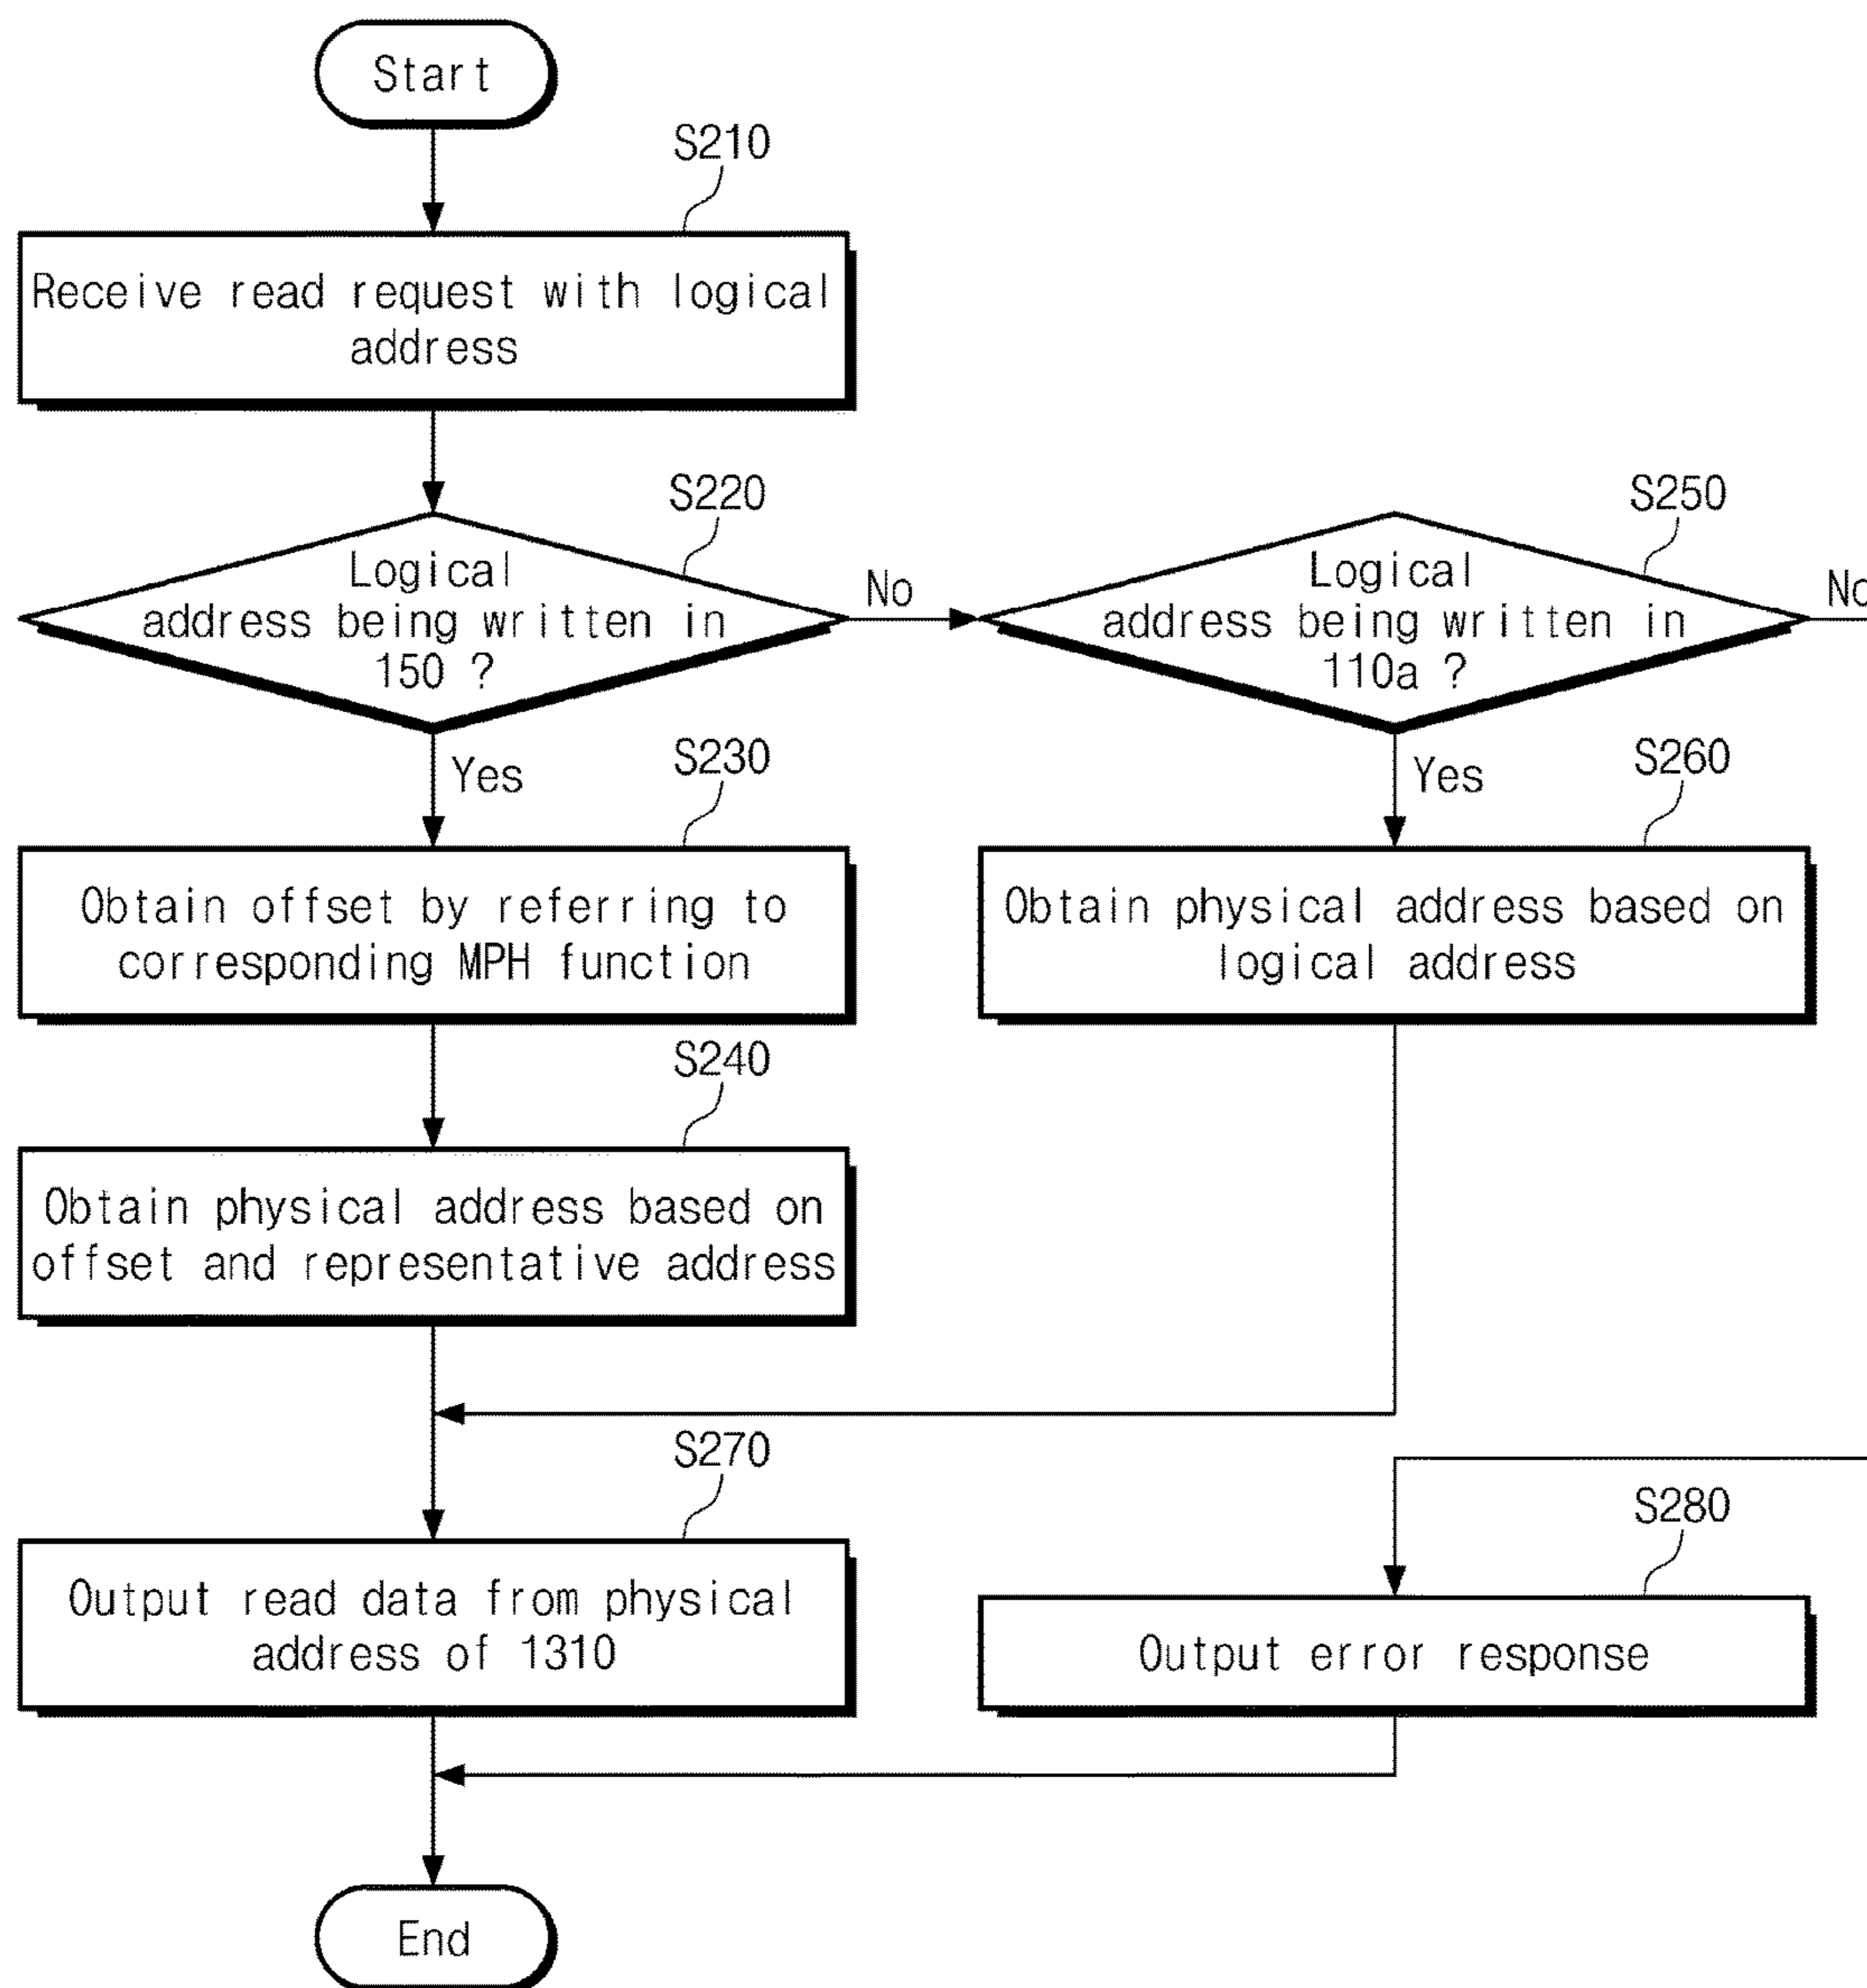 Start
S210
Receive read request with logical
address
S220
Logical
address being written in
150 ?
No
S250
Logical
address being written in
110a ?
No
Yes
S230
Obtain offset by referring to
corresponding MPH function
Yes
S260
Obtain physical address based on
logical address
S240
Obtain physical address based on
offset and representative address
S270
Output read data from physical
address of 1310
S280
Output error response
End